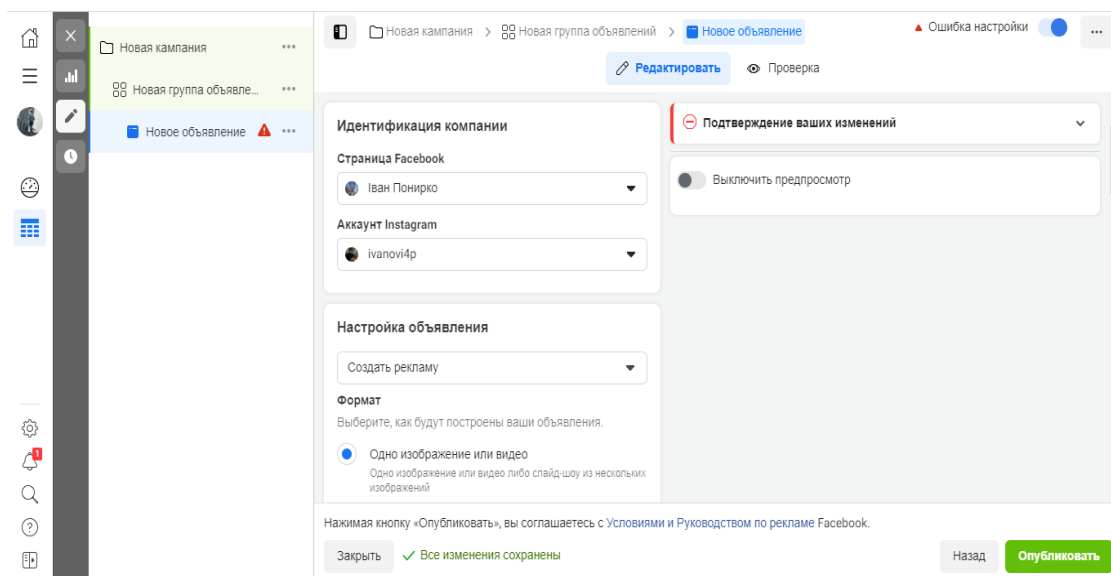 Новая кампания
Новая группа объявле...
Новое объявление
Новая кампания > Новая группа объявлений > Новое объявление
Ошибка настройки
Редактировать
Проверка
Идентификация компании
Страница Facebook
Іван Понирко
Аккаунт Instagram
ivanovi4p
Настройка объявления
Создать рекламу
Формат
Выберите, как будут построены ваши объявления.
Одно изображение или видео
Одно изображение или видео либо слайд-шоу из нескольких
изображений
Подтверждение ваших изменений
Выключить предпросмотр
1
Нажимая кнопку «Опубликовать», вы соглашаетесь с Условиями и Руководством по рекламе Facebook.
Закрыть
Все изменения сохранены
Назад
Опубликовать